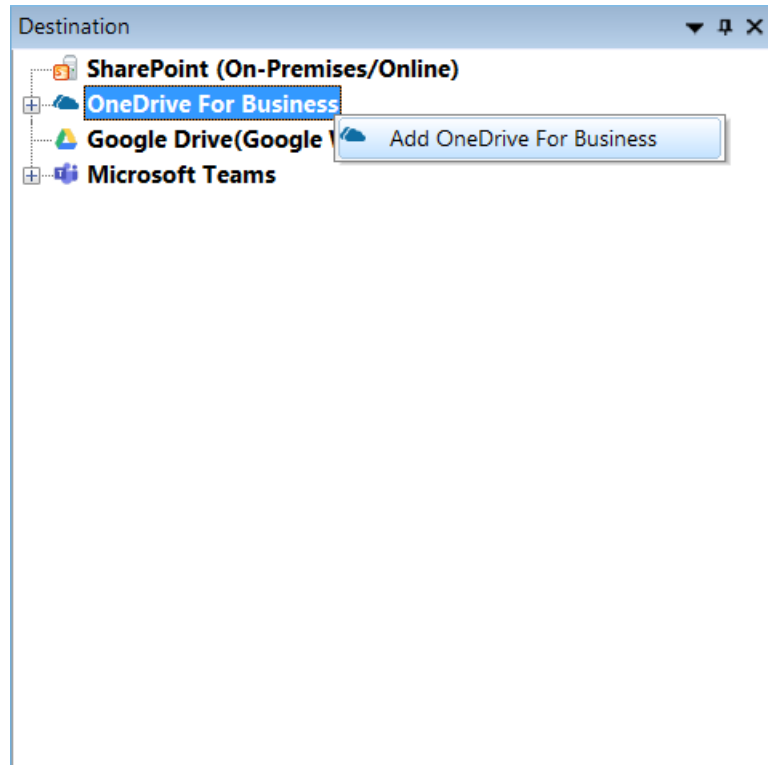 Destination
SharePoint (On-Premises/Online)
OneDrive For Business
Google Drive(Google
Add OneDrive For Business
Microsoft Teams